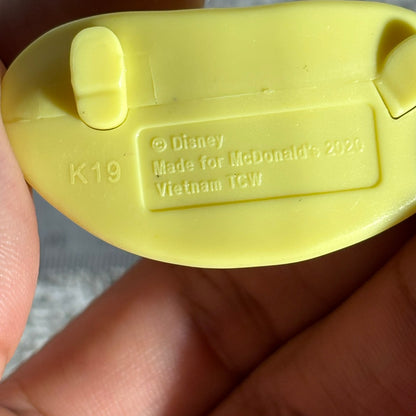 © Disney
Made for McDonald's 2020
K19
Vietnam TCW